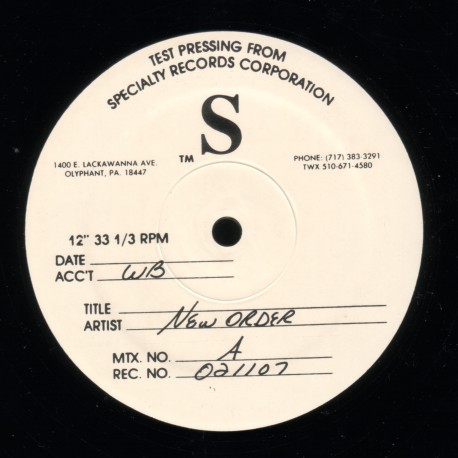 TEST PRESSING FROM
SPECIALTY RECORDS CORPORATION
S
TM
1400 E. LACKAWANNA AVE.
OLYPHANT, PA. 18447
PHONE: (717) 383-3291
TWX 510-671-4580
12" 33 1/3 RPM
DATE
ACC'T WB
TITLE
ARTIST NEW ORDER
MTX. NO. A
REC. NO. 021107